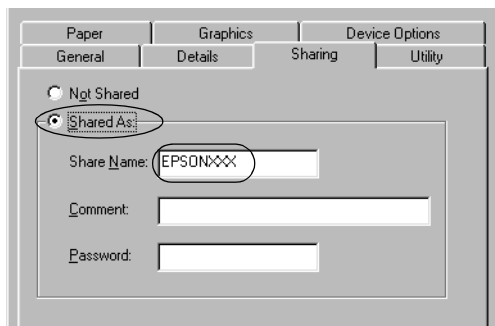 Paper Graphics Device Options
General Details Sharing Utility
Not Shared
Shared As:
Share Name: EPSONXXX
Comment:
Password: